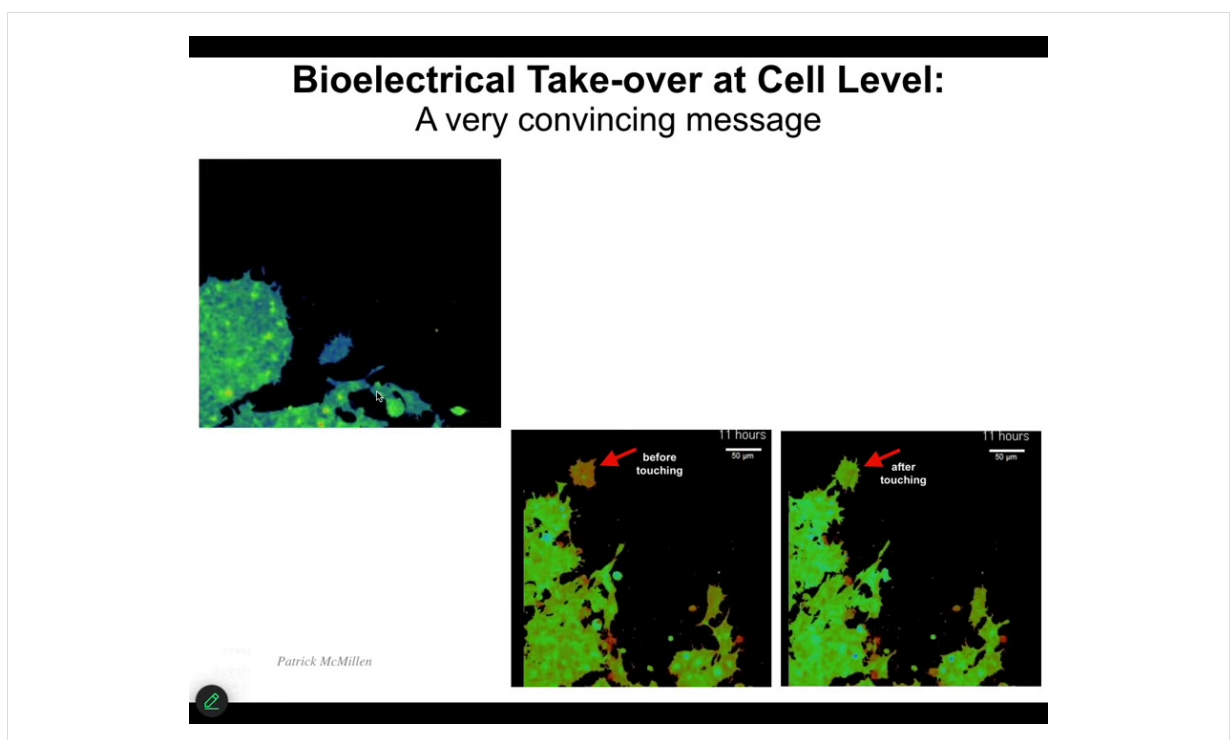 Bioelectrical Take-over at Cell Level:
A very convincing message
11 hours
50 µm
before
touching
11 hours
50 µm
after
touching
Patrick McMillen